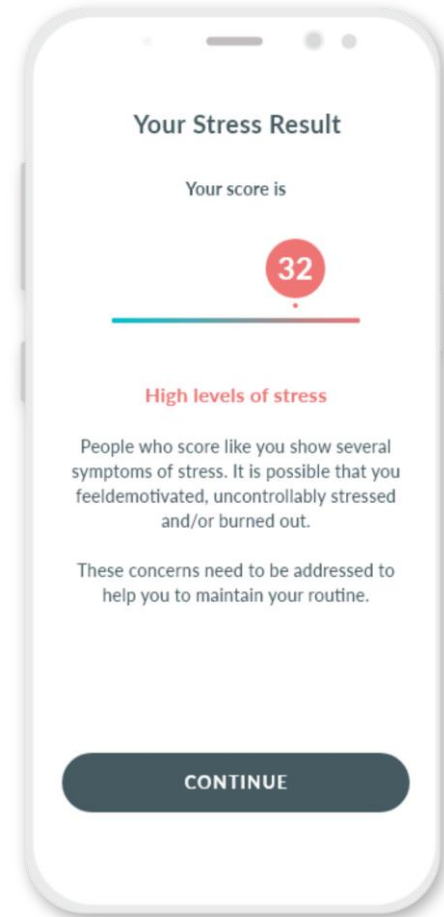 Your Stress Result
Your score is
32
High levels of stress
People who score like you show several
symptoms of stress. It is possible that you
feeldemotivated, uncontrollably stressed
and/or burned out.
These concerns need to be addressed to
help you to maintain your routine.
CONTINUE